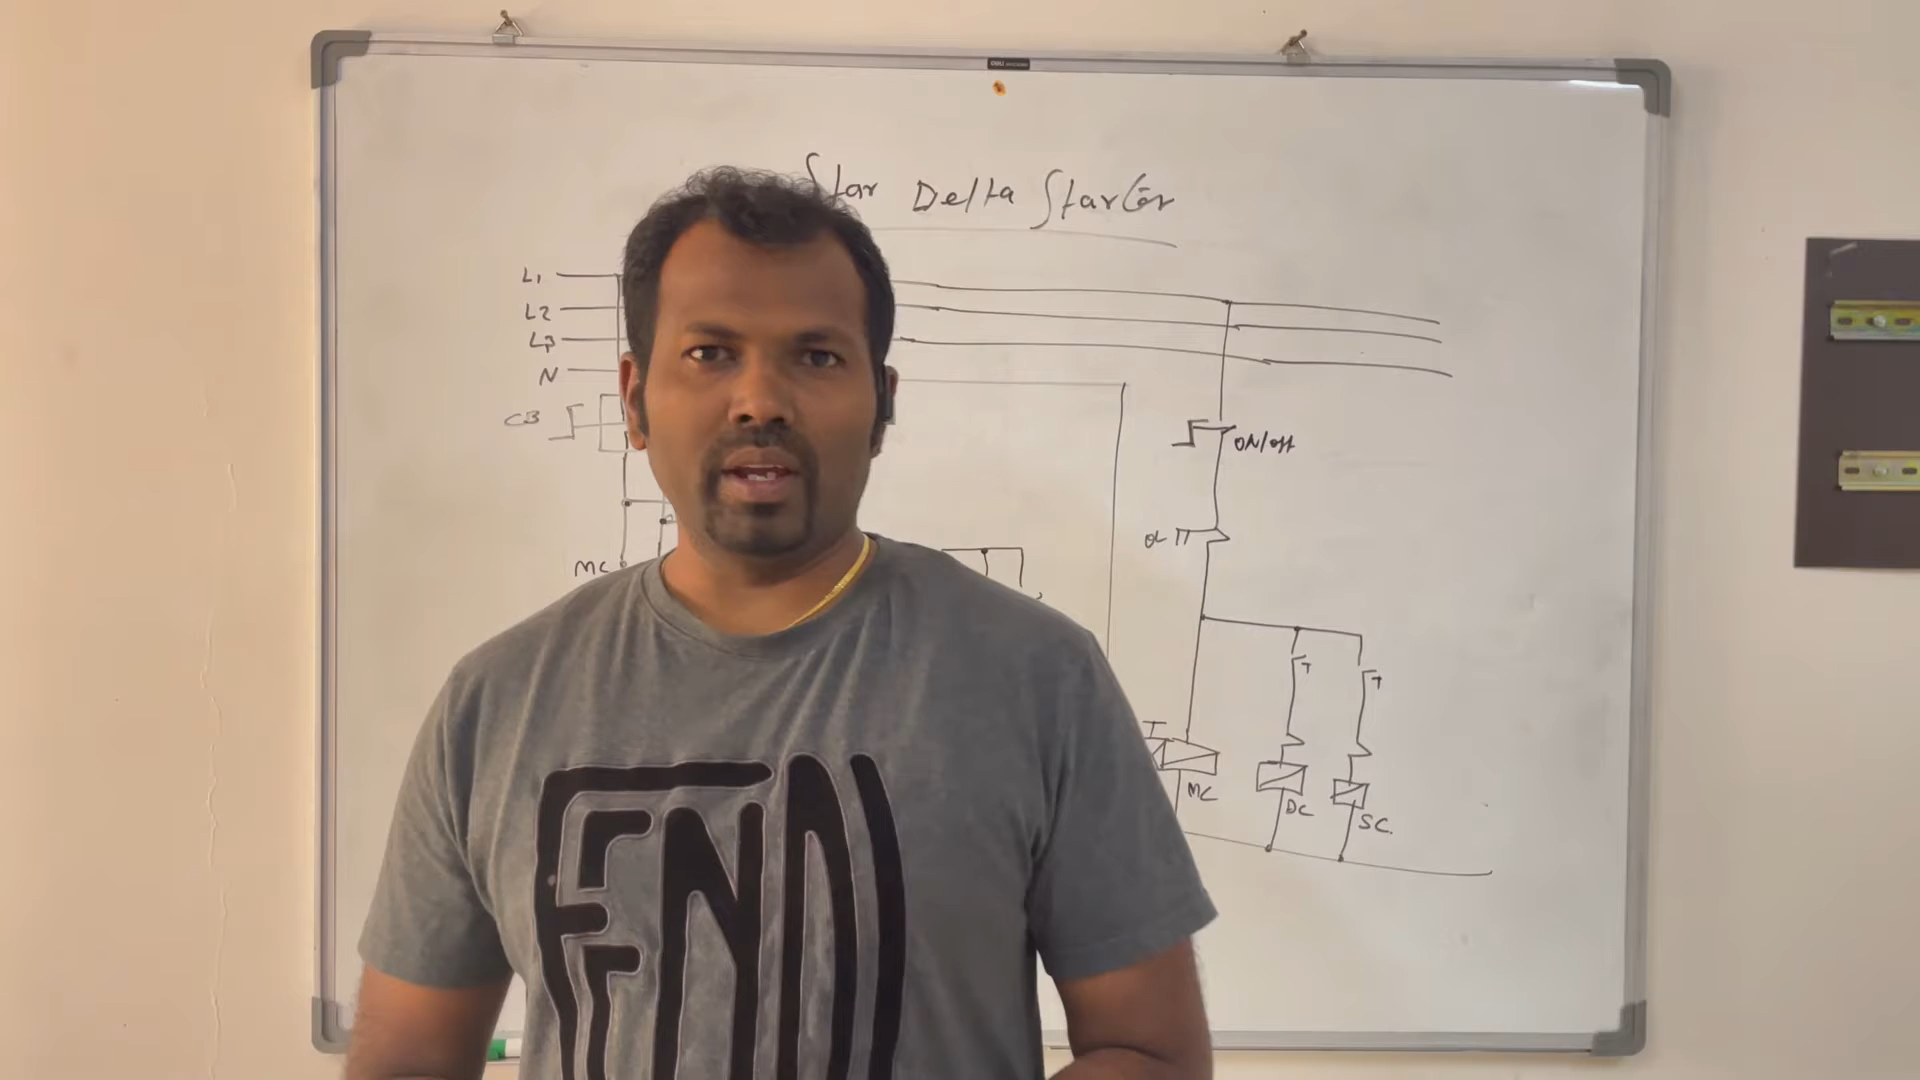 Star Delta Starter
L1
L2
L3
N
CB
ON/off
OL
MC
T
T
MC
DC
SC.
FENDI